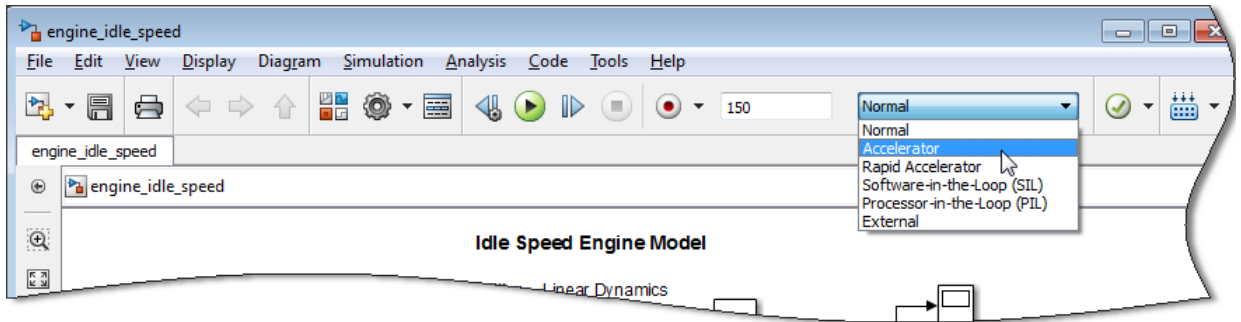 engine_idle_speed
File Edit View Display Diagram Simulation Analysis Code Tools Help
150 Normal
Normal
Accelerator
Rapid Accelerator
Software-in-the-Loop (SIL)
Processor-in-the-Loop (PIL)
External
engine_idle_speed
engine_idle_speed
Idle Speed Engine Model
Linear Dynamics